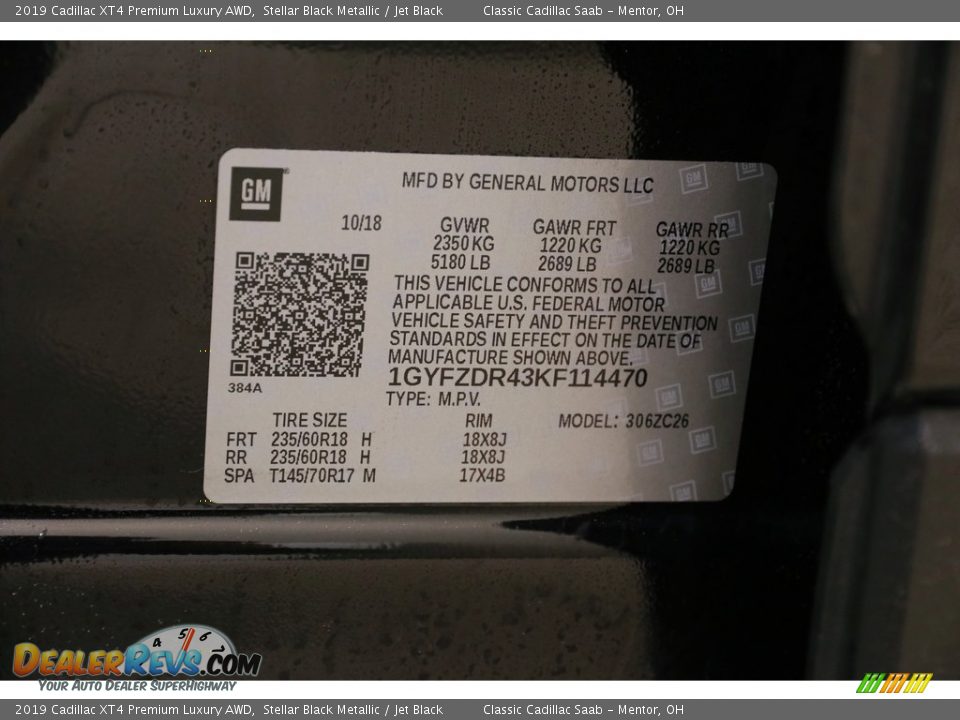 2019 Cadillac XT4 Premium Luxury AWD, Stellar Black Metallic / Jet Black Classic Cadillac Saab - Mentor, OH
GM
MFD BY GENERAL MOTORS LLC
10/18 GVWR GAWR FRT GAWR RR
2350 KG 1220 KG 1220 KG
5180 LB 2689 LB 2689 LB
THIS VEHICLE CONFORMS TO ALL
APPLICABLE U.S. FEDERAL MOTOR
VEHICLE SAFETY AND THEFT PREVENTION
STANDARDS IN EFFECT ON THE DATE OF
MANUFACTURE SHOWN ABOVE.
384A
1GYFZDR43KF114470
TYPE: M.P.V.
TIRE SIZE RIM MODEL: 306ZC26
FRT 235/60R18 H 18X8J
RR 235/60R18 H 18X8J
SPA T145/70R17 M 17X4B
4 5 6
DEALERREVS.COM
YOUR AUTO DEALER SUPERHIGHWAY
2019 Cadillac XT4 Premium Luxury AWD, Stellar Black Metallic / Jet Black Classic Cadillac Saab - Mentor, OH